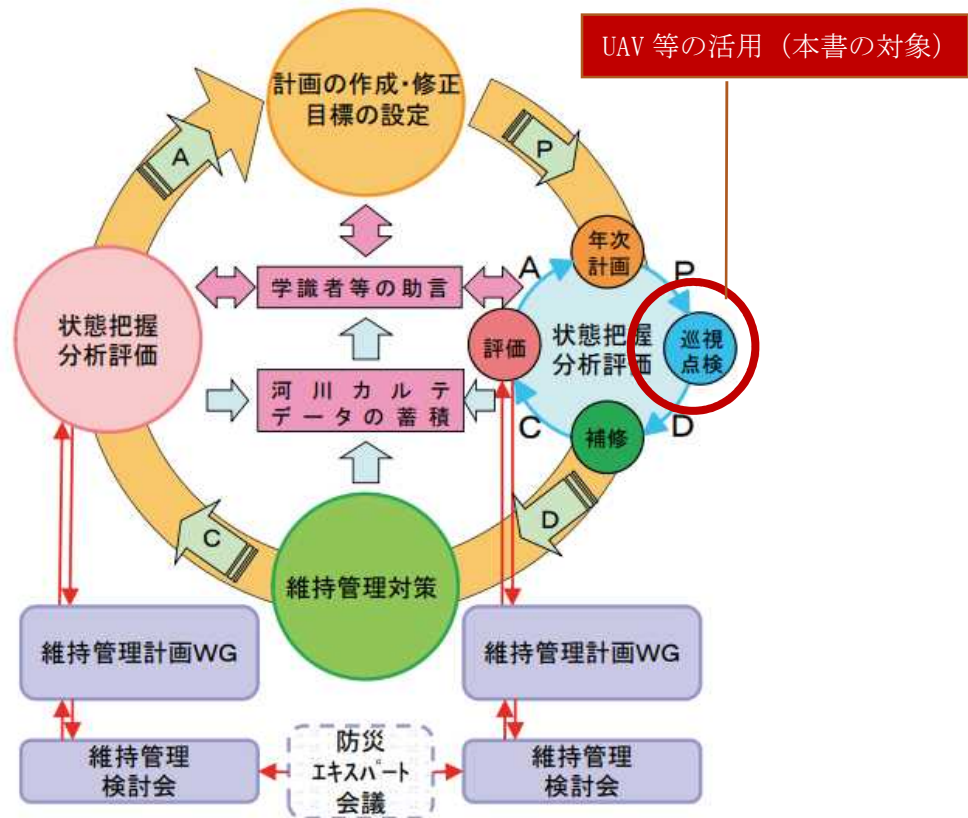 UAV 等の活用（本書の対象）
計画の作成・修正
目標の設定
A
P
年次
計画
A
P
学識者等の助言
状態把握
分析評価
評価
状態把握
分析評価
巡視
点検
河川カルテ
データの蓄積
C
D
補修
C
D
維持管理対策
維持管理計画WG
維持管理計画WG
維持管理
検討会
防災
エキスパート
会議
維持管理
検討会